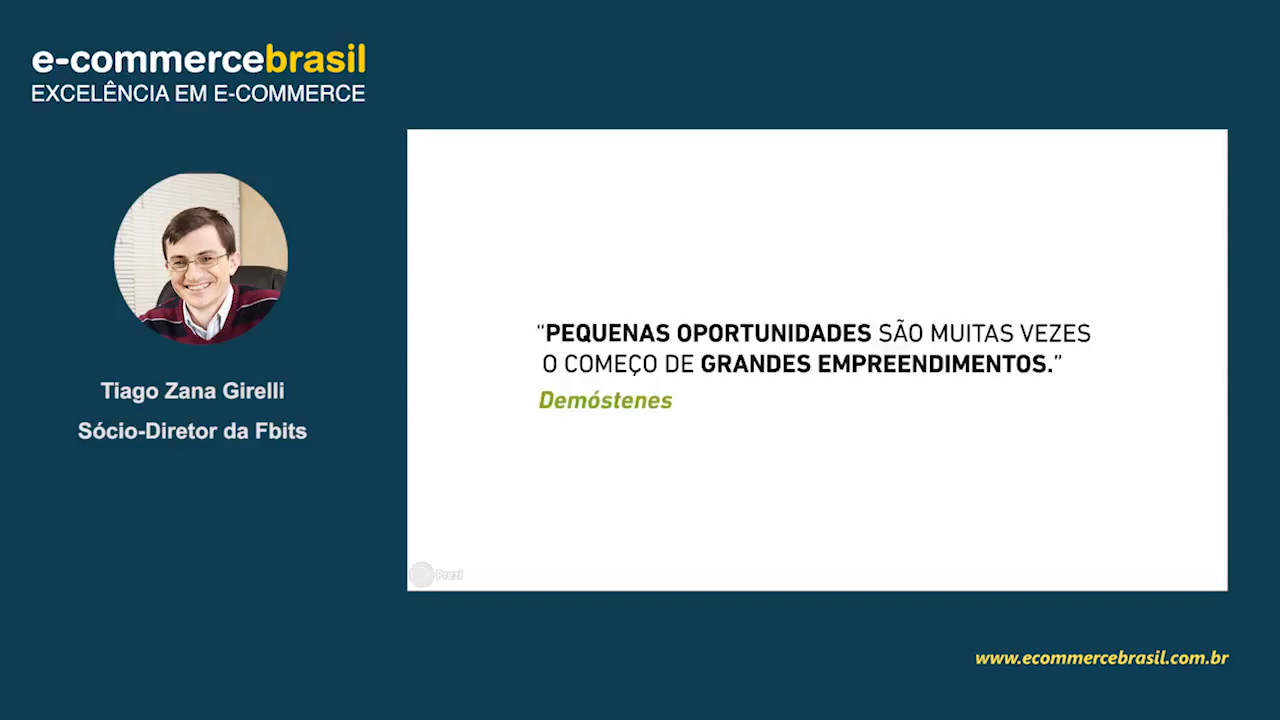 e-commercebrasil
EXCELÊNCIA EM E-COMMERCE
Tiago Zana Girelli
Sócio-Diretor da Fbits
“PEQUENAS OPORTUNIDADES SÃO MUITAS VEZES
O COMEÇO DE GRANDES EMPREENDIMENTOS.”
Demóstenes
Prezi
www.ecommercebrasil.com.br